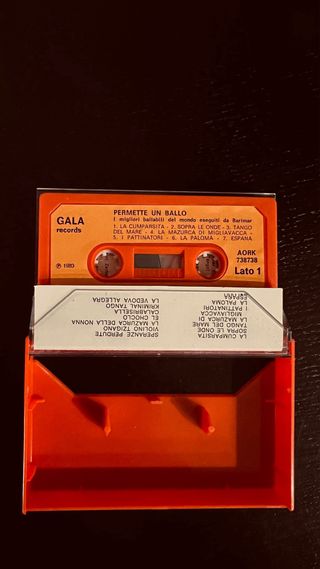 GALA
records
PERMETTE UN BALLO
I migliori ballabili del mondo eseguiti da Barimar
1. LA CUMPARSITA - 2. SOPRA LE ONDE - 3. TANGO
DEL MARE - 4. LA MAZURCA DI MIGLIAVACCA -
5. I PATTINATORI - 6. LA PALOMA - 7. ESPANA
AORK
738738
Lato 1
℗ 1983
LA CUMPARSITA
SOPRA LE ONDE
TANGO DEL MARE
LA MAZURCA DI
MIGLIAVACCA
I PATTINATORI
LA PALOMA
ESPANA
SPERANZE PERDUTE
VIOLINO TZIGANO
LA MAZURCA DELLA NONNA
EL CHOCLO
CALABRISELLA
KRIMINAL TANGO
LA VEDOVA ALLEGRA